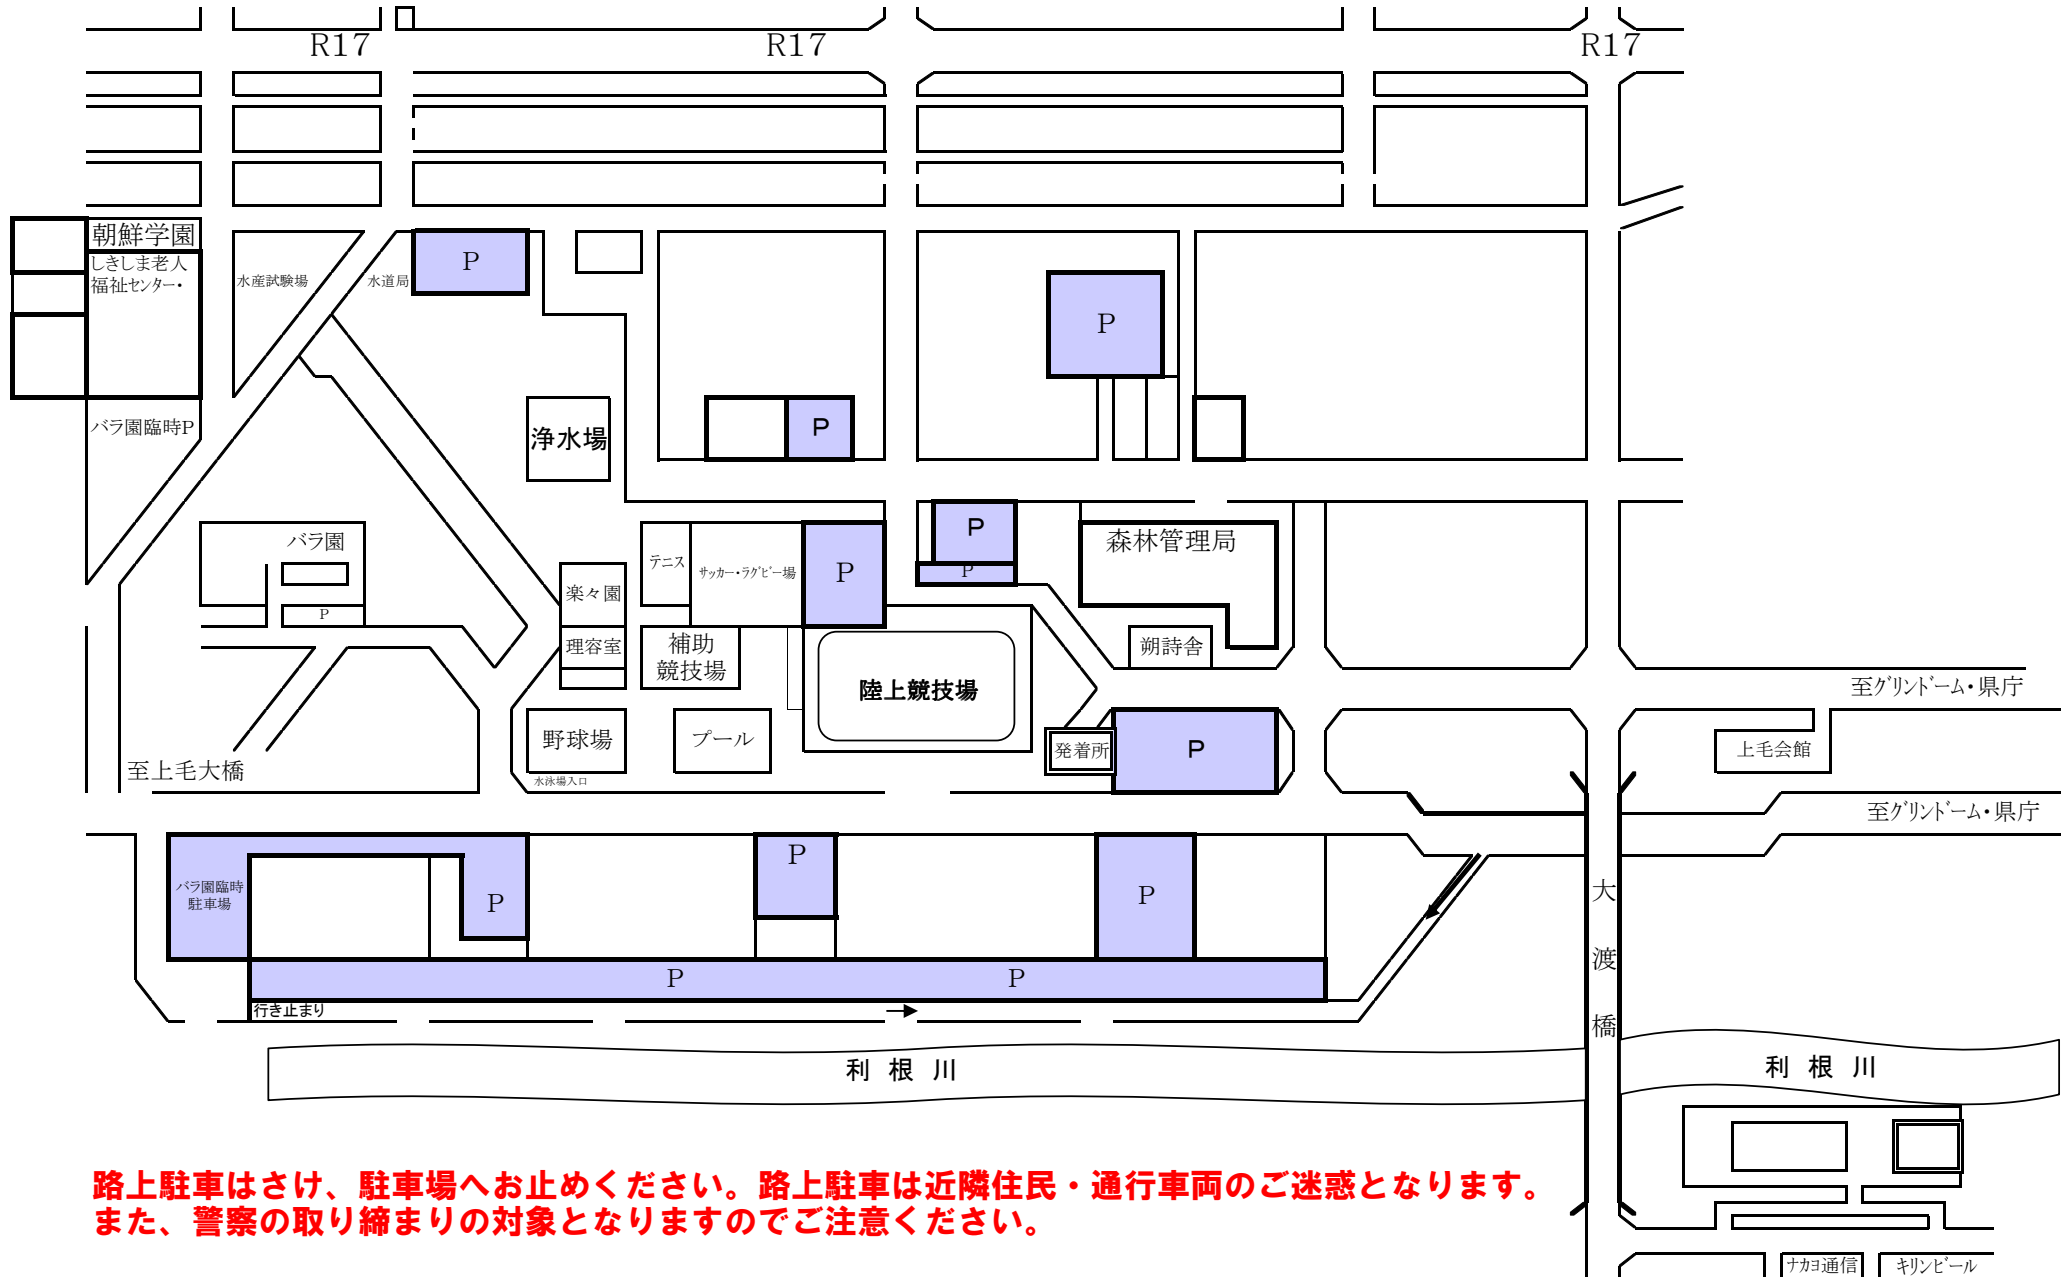 R17
R17
R17
朝鮮学園
しきしま老人
福祉センター・
水産試験場
水道局
P
P
バラ園臨時P
浄水場
P
バラ園
P
テニス
サッカー・ラグビー場
P
P
P
森林管理局
楽々園
理容室
補助
競技場
朔詩舎
陸上競技場
至グリンドーム・県庁
野球場
プール
水泳場入口
発着所
P
上毛会館
至上毛大橋
至グリンドーム・県庁
バラ園臨時
駐車場
P
P
P
大
渡
橋
P
P
行き止まり
利根川
利根川
路上駐車はさけ、駐車場へお止めください。路上駐車は近隣住民・通行車両のご迷惑となります。
また、警察の取り締まりの対象となりますのでご注意ください。
ナカヨ通信
キリンビール